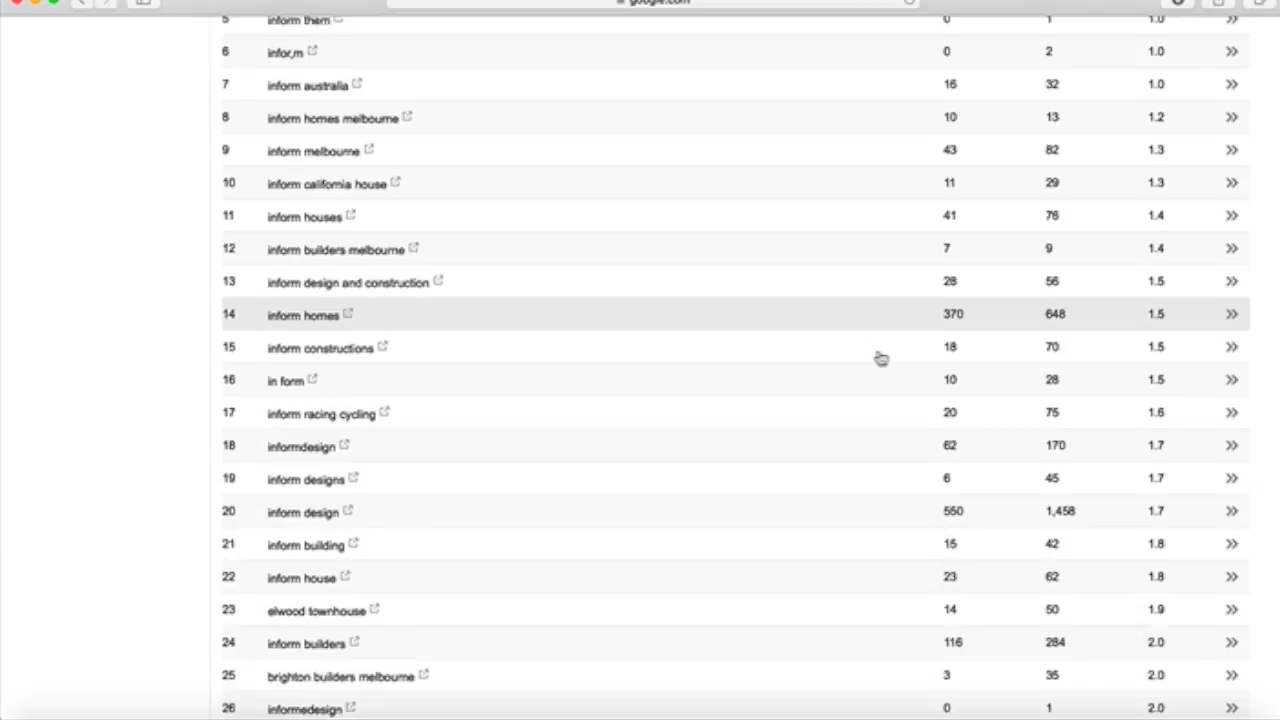 google.com
5 inform them 0 1 1.0
6 infor,m 0 2 1.0
7 inform australia 16 32 1.0
8 inform homes melbourne 10 13 1.2
9 inform melbourne 43 82 1.3
10 inform california house 11 29 1.3
11 inform houses 41 76 1.4
12 inform builders melbourne 7 9 1.4
13 inform design and construction 28 56 1.5
14 inform homes 370 648 1.5
15 inform constructions 18 70 1.5
16 in form 10 28 1.5
17 inform racing cycling 20 75 1.6
18 informdesign 62 170 1.7
19 inform designs 6 45 1.7
20 inform design 550 1,458 1.7
21 inform building 15 42 1.8
22 inform house 23 62 1.8
23 elwood townhouse 14 50 1.9
24 inform builders 116 284 2.0
25 brighton builders melbourne 3 35 2.0
26 informedesign 0 1 2.0